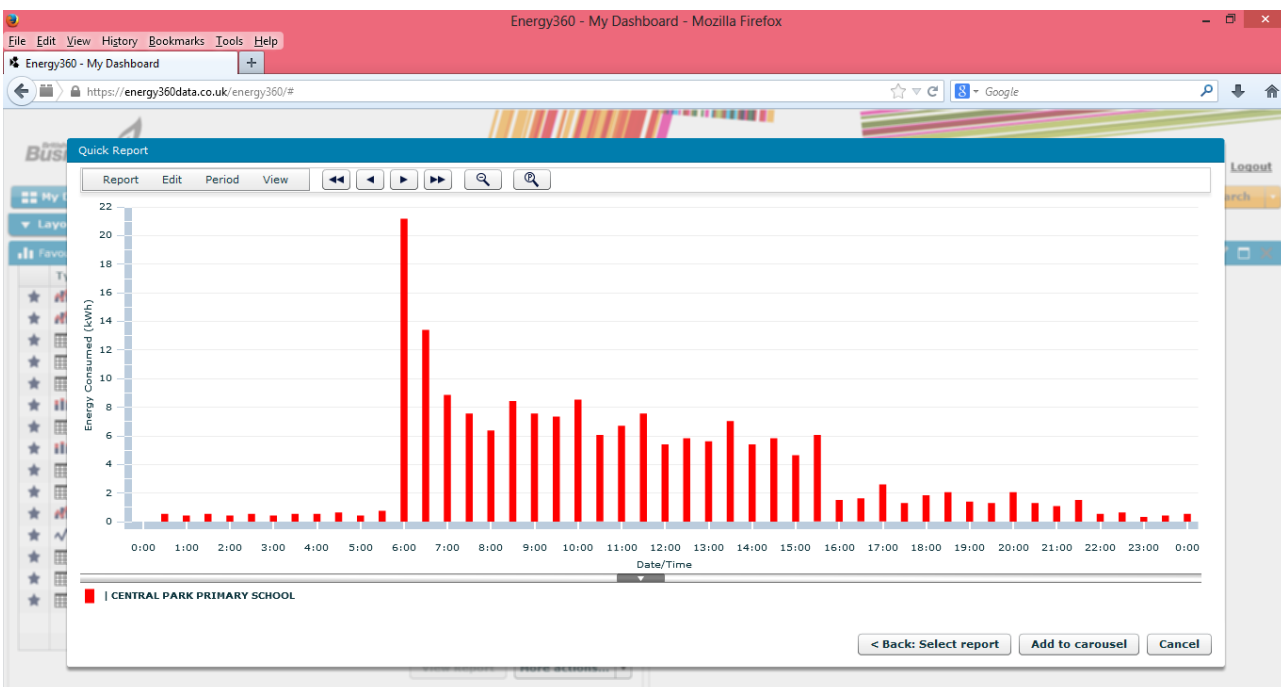 Energy360 - My Dashboard - Mozilla Firefox
File Edit View History Bookmarks Tools Help
Energy360 - My Dashboard +
https://energy360data.co.uk/energy360/# Google
Logout
Quick Report
Report Edit Period View
22
20
18
16
14
12
10
8
6
4
2
0
Energy Consumed (kWh)
0:00 1:00 2:00 3:00 4:00 5:00 6:00 7:00 8:00 9:00 10:00 11:00 12:00 13:00 14:00 15:00 16:00 17:00 18:00 19:00 20:00 21:00 22:00 23:00 0:00
Date/Time
| CENTRAL PARK PRIMARY SCHOOL
< Back: Select report Add to carousel Cancel